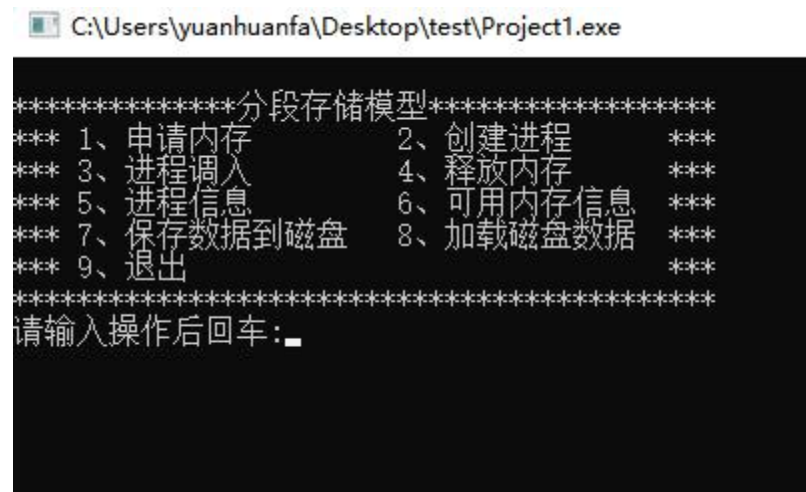 C:\Users\yuanhuanfa\Desktop\test\Project1.exe
**************分段存储模型******************
*** 1、申请内存 2、创建进程 ***
*** 3、进程调入 4、释放内存 ***
*** 5、进程信息 6、可用内存信息 ***
*** 7、保存数据到磁盘 8、加载磁盘数据 ***
*** 9、退出 ***
********************************************
请输入操作后回车: